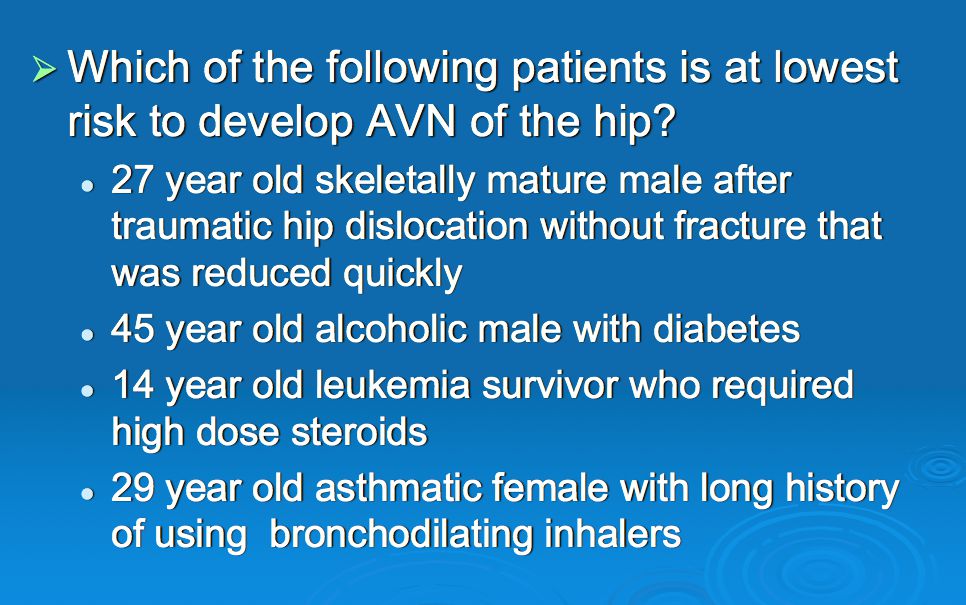 Which of the following patients is at lowest
risk to develop AVN of the hip?
27 year old skeletally mature male after
traumatic hip dislocation without fracture that
was reduced quickly
45 year old alcoholic male with diabetes
14 year old leukemia survivor who required
high dose steroids
29 year old asthmatic female with long history
of using  bronchodilating inhalers